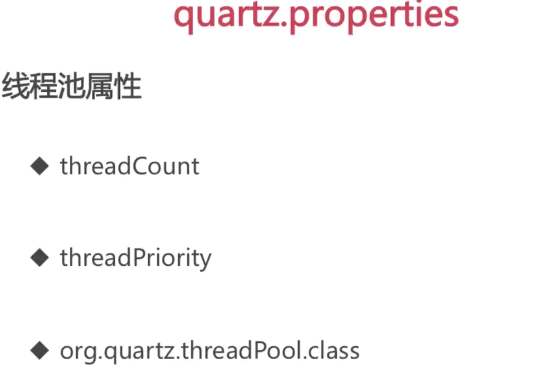 quartz.properties
线程池属性
◆ threadCount
◆ threadPriority
◆ org.quartz.threadPool.class